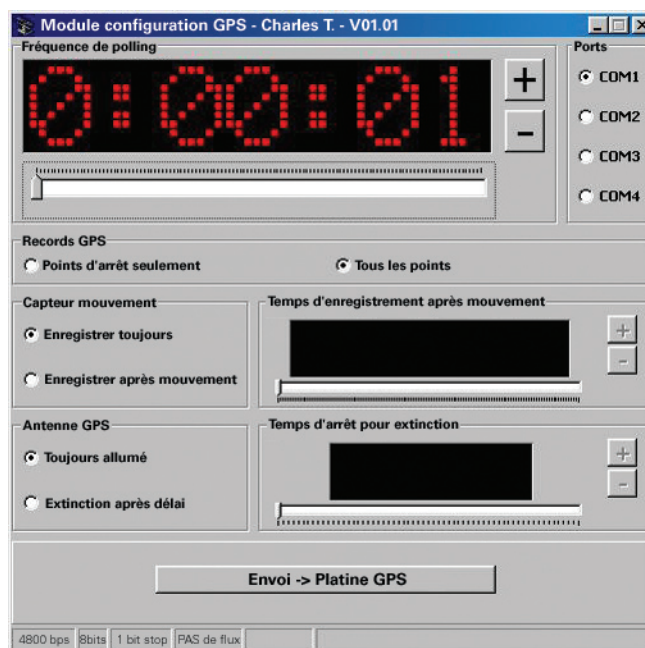 Module configuration GPS - Charles T. - V01.01
Fréquence de polling
0:00:01
+
-
Ports
COM1
COM2
COM3
COM4
Records GPS
Points d'arrêt seulement
Tous les points
Capteur mouvement
Enregistrer toujours
Enregistrer après mouvement
Temps d'enregistrement après mouvement
+
-
Antenne GPS
Toujours allumé
Extinction après délai
Temps d'arrêt pour extinction
+
-
Envoi -> Platine GPS
4800 bps 8bits 1 bit stop PAS de flux